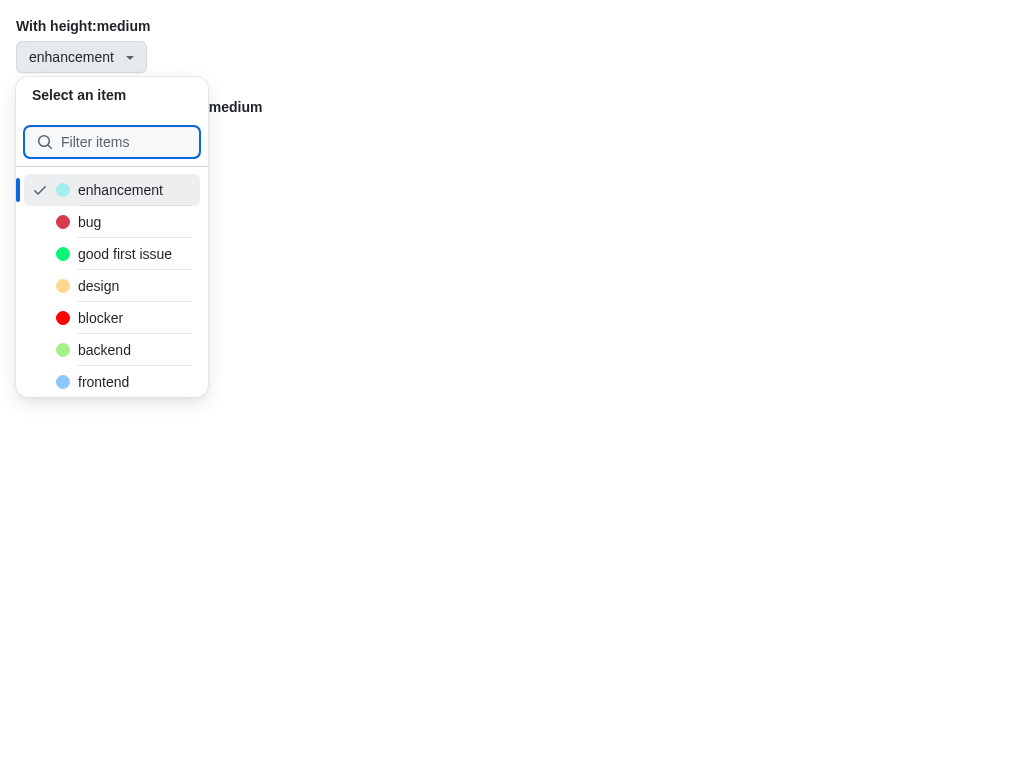 With height:medium
enhancement
Select an item
medium
Filter items
enhancement
bug
good first issue
design
blocker
backend
frontend